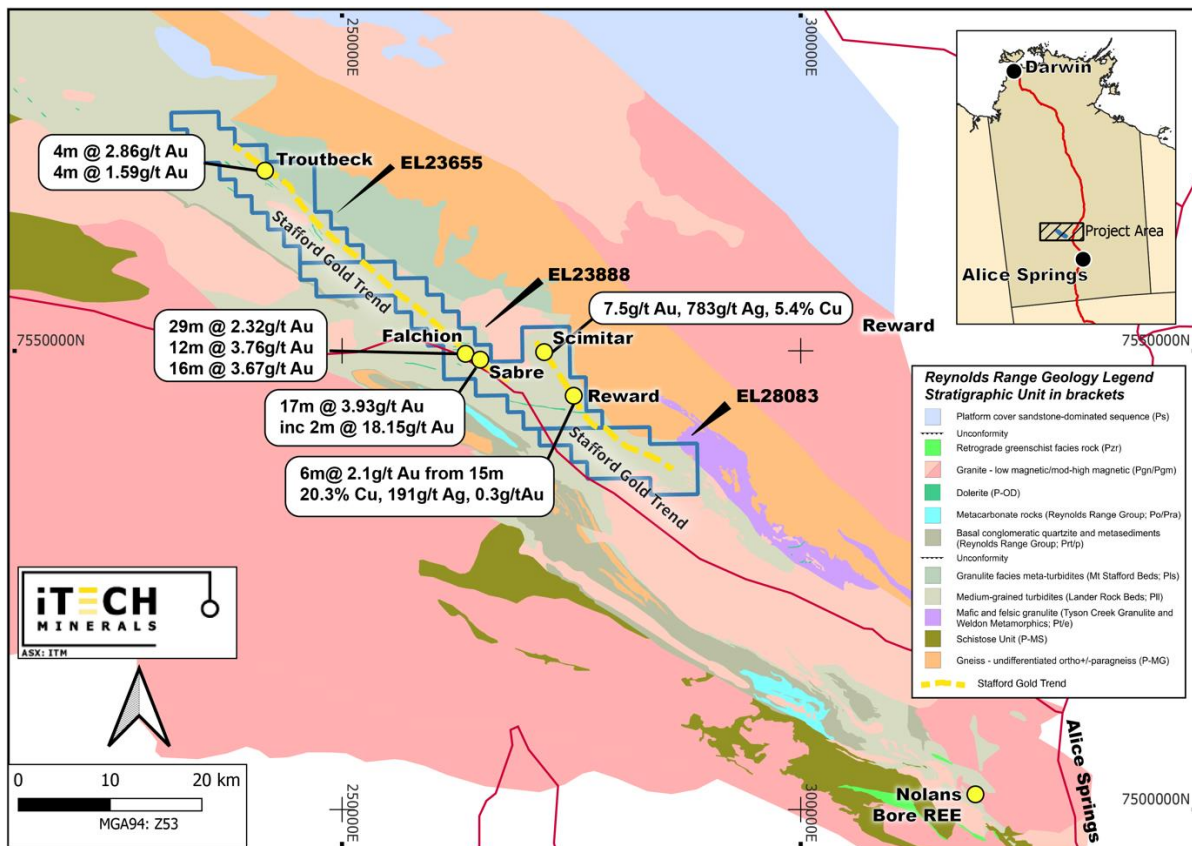 250000E
300000E
Darwin
Project Area
Alice Springs
4m @ 2.86g/t Au
4m @ 1.59g/t Au
Troutbeck
EL23655
Stafford Gold Trend
Stafford Gold Trend
EL23888
7.5g/t Au, 783g/t Ag, 5.4% Cu
Reward
7550000N
7550000N
29m @ 2.32g/t Au
12m @ 3.76g/t Au
16m @ 3.67g/t Au
Falchion
Sabre
Scimitar
Reward
EL28083
17m @ 3.93g/t Au
inc 2m @ 18.15g/t Au
6m@ 2.1g/t Au from 15m
20.3% Cu, 191g/t Ag, 0.3g/tAu
Stafford Gold Trend
Reynolds Range Geology Legend
Stratigraphic Unit in brackets
Platform cover sandstone-dominated sequence (Ps)
Unconformity
Retrograde greenschist facies rock (Pzr)
Granite - low magnetic/mod-high magnetic (Pgn/Pgm)
Dolerite (P-OD)
Metacarbonate rocks (Reynolds Range Group; Po/Pra)
Basal conglomeratic quartzite and metasediments
(Reynolds Range Group; Prt/p)
Unconformity
Granulite facies meta-turbidites (Mt Stafford Beds; Pls)
Medium-grained turbidites (Lander Rock Beds; Pll)
Mafic and felsic granulite (Tyson Creek Granulite and
Weldon Metamorphics; Pt/e)
Schistose Unit (P-MS)
Gneiss - undifferentiated ortho+/-paragneiss (P-MG)
Stafford Gold Trend
iTECH
MINERALS
ASX: ITM
0 10 20 km
MGA94: Z53
250000E
300000E
Nolans
Bore REE
Alice Springs
7500000N